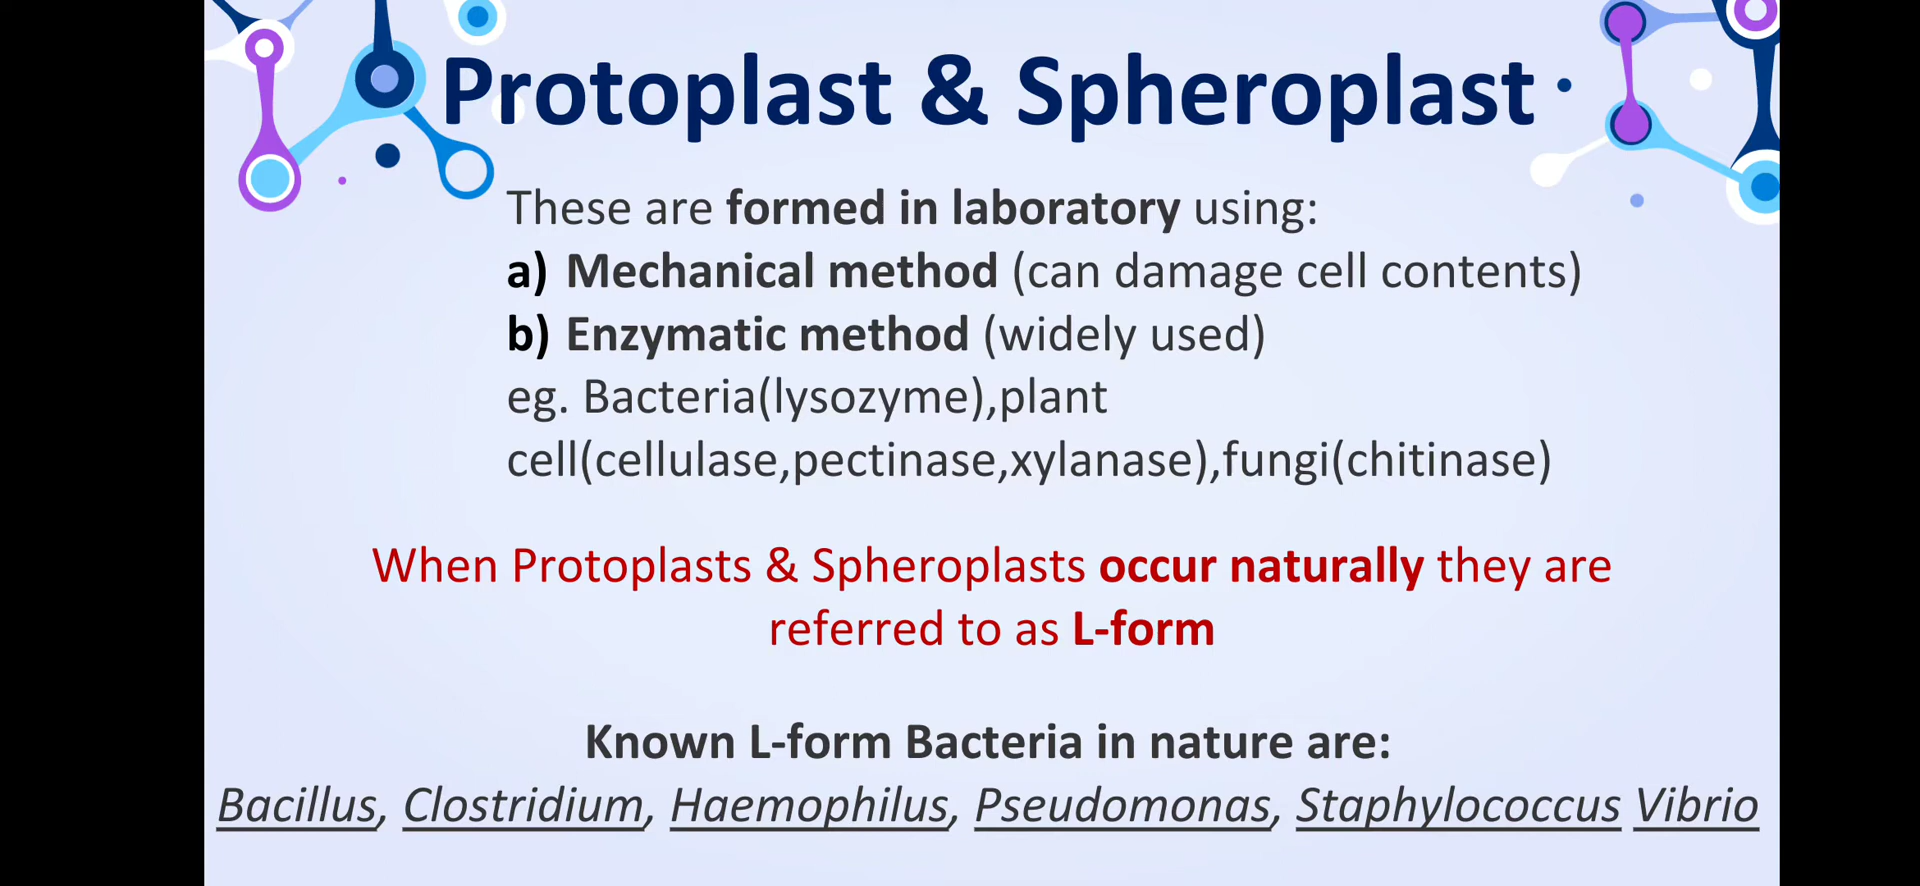 Protoplast & Spheroplast
These are formed in laboratory using:
a) Mechanical method (can damage cell contents)
b) Enzymatic method (widely used)
eg. Bacteria(lysozyme),plant
cell(cellulase,pectinase,xylanase),fungi(chitinase)
When Protoplasts & Spheroplasts occur naturally they are
referred to as L-form
Known L-form Bacteria in nature are:
Bacillus, Clostridium, Haemophilus, Pseudomonas, Staphylococcus Vibrio